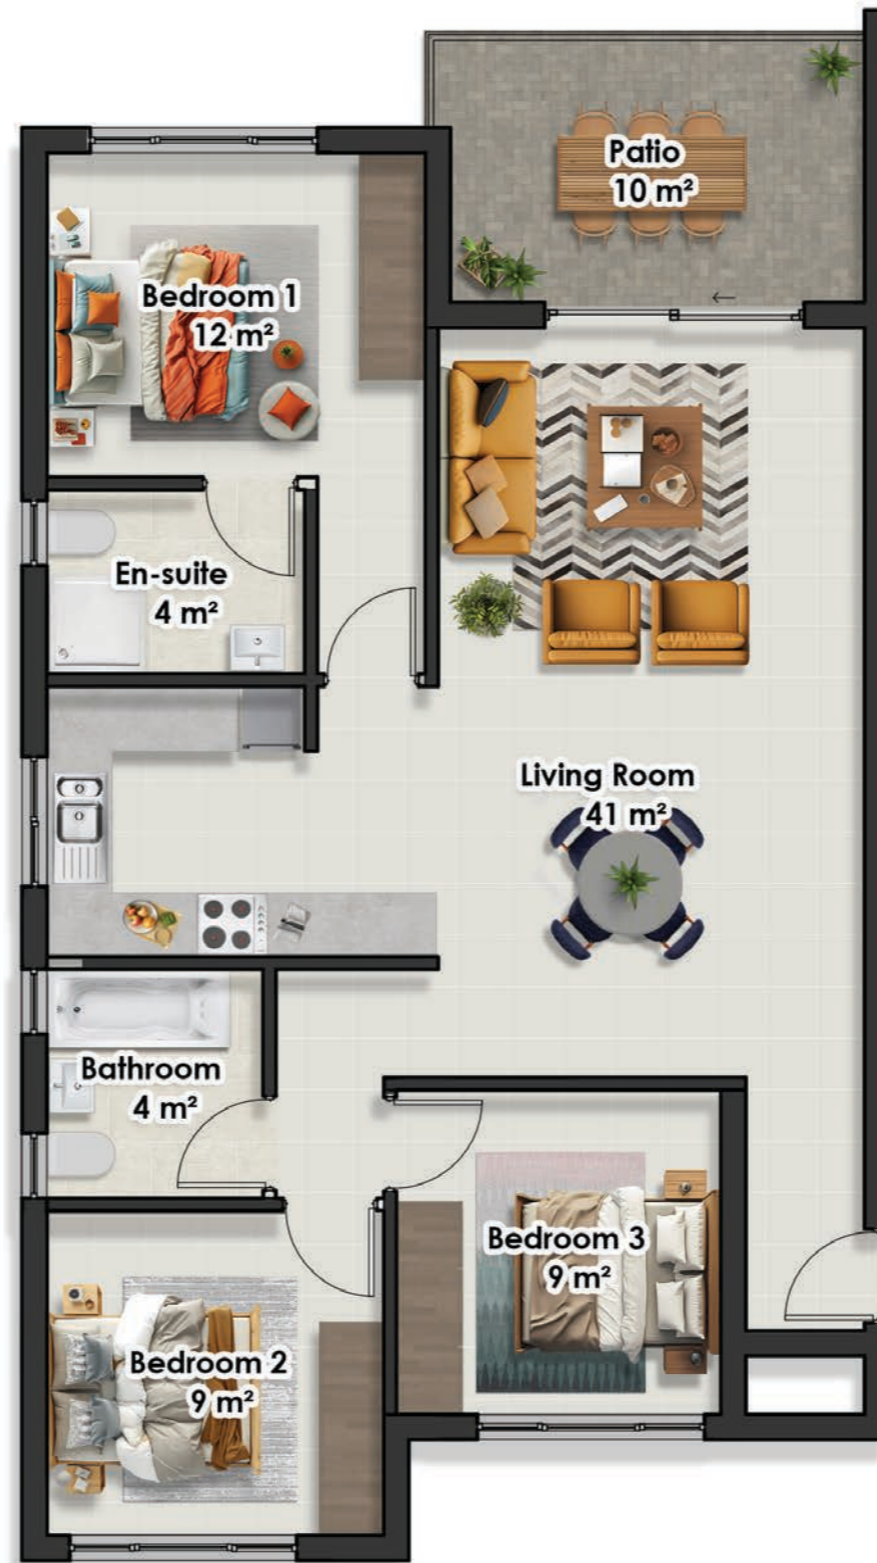 Patio
10 m²
Bedroom 1
12 m²
En-suite
4 m²
Living Room
41 m²
Bathroom
4 m²
Bedroom 3
9 m²
Bedroom 2
9 m²